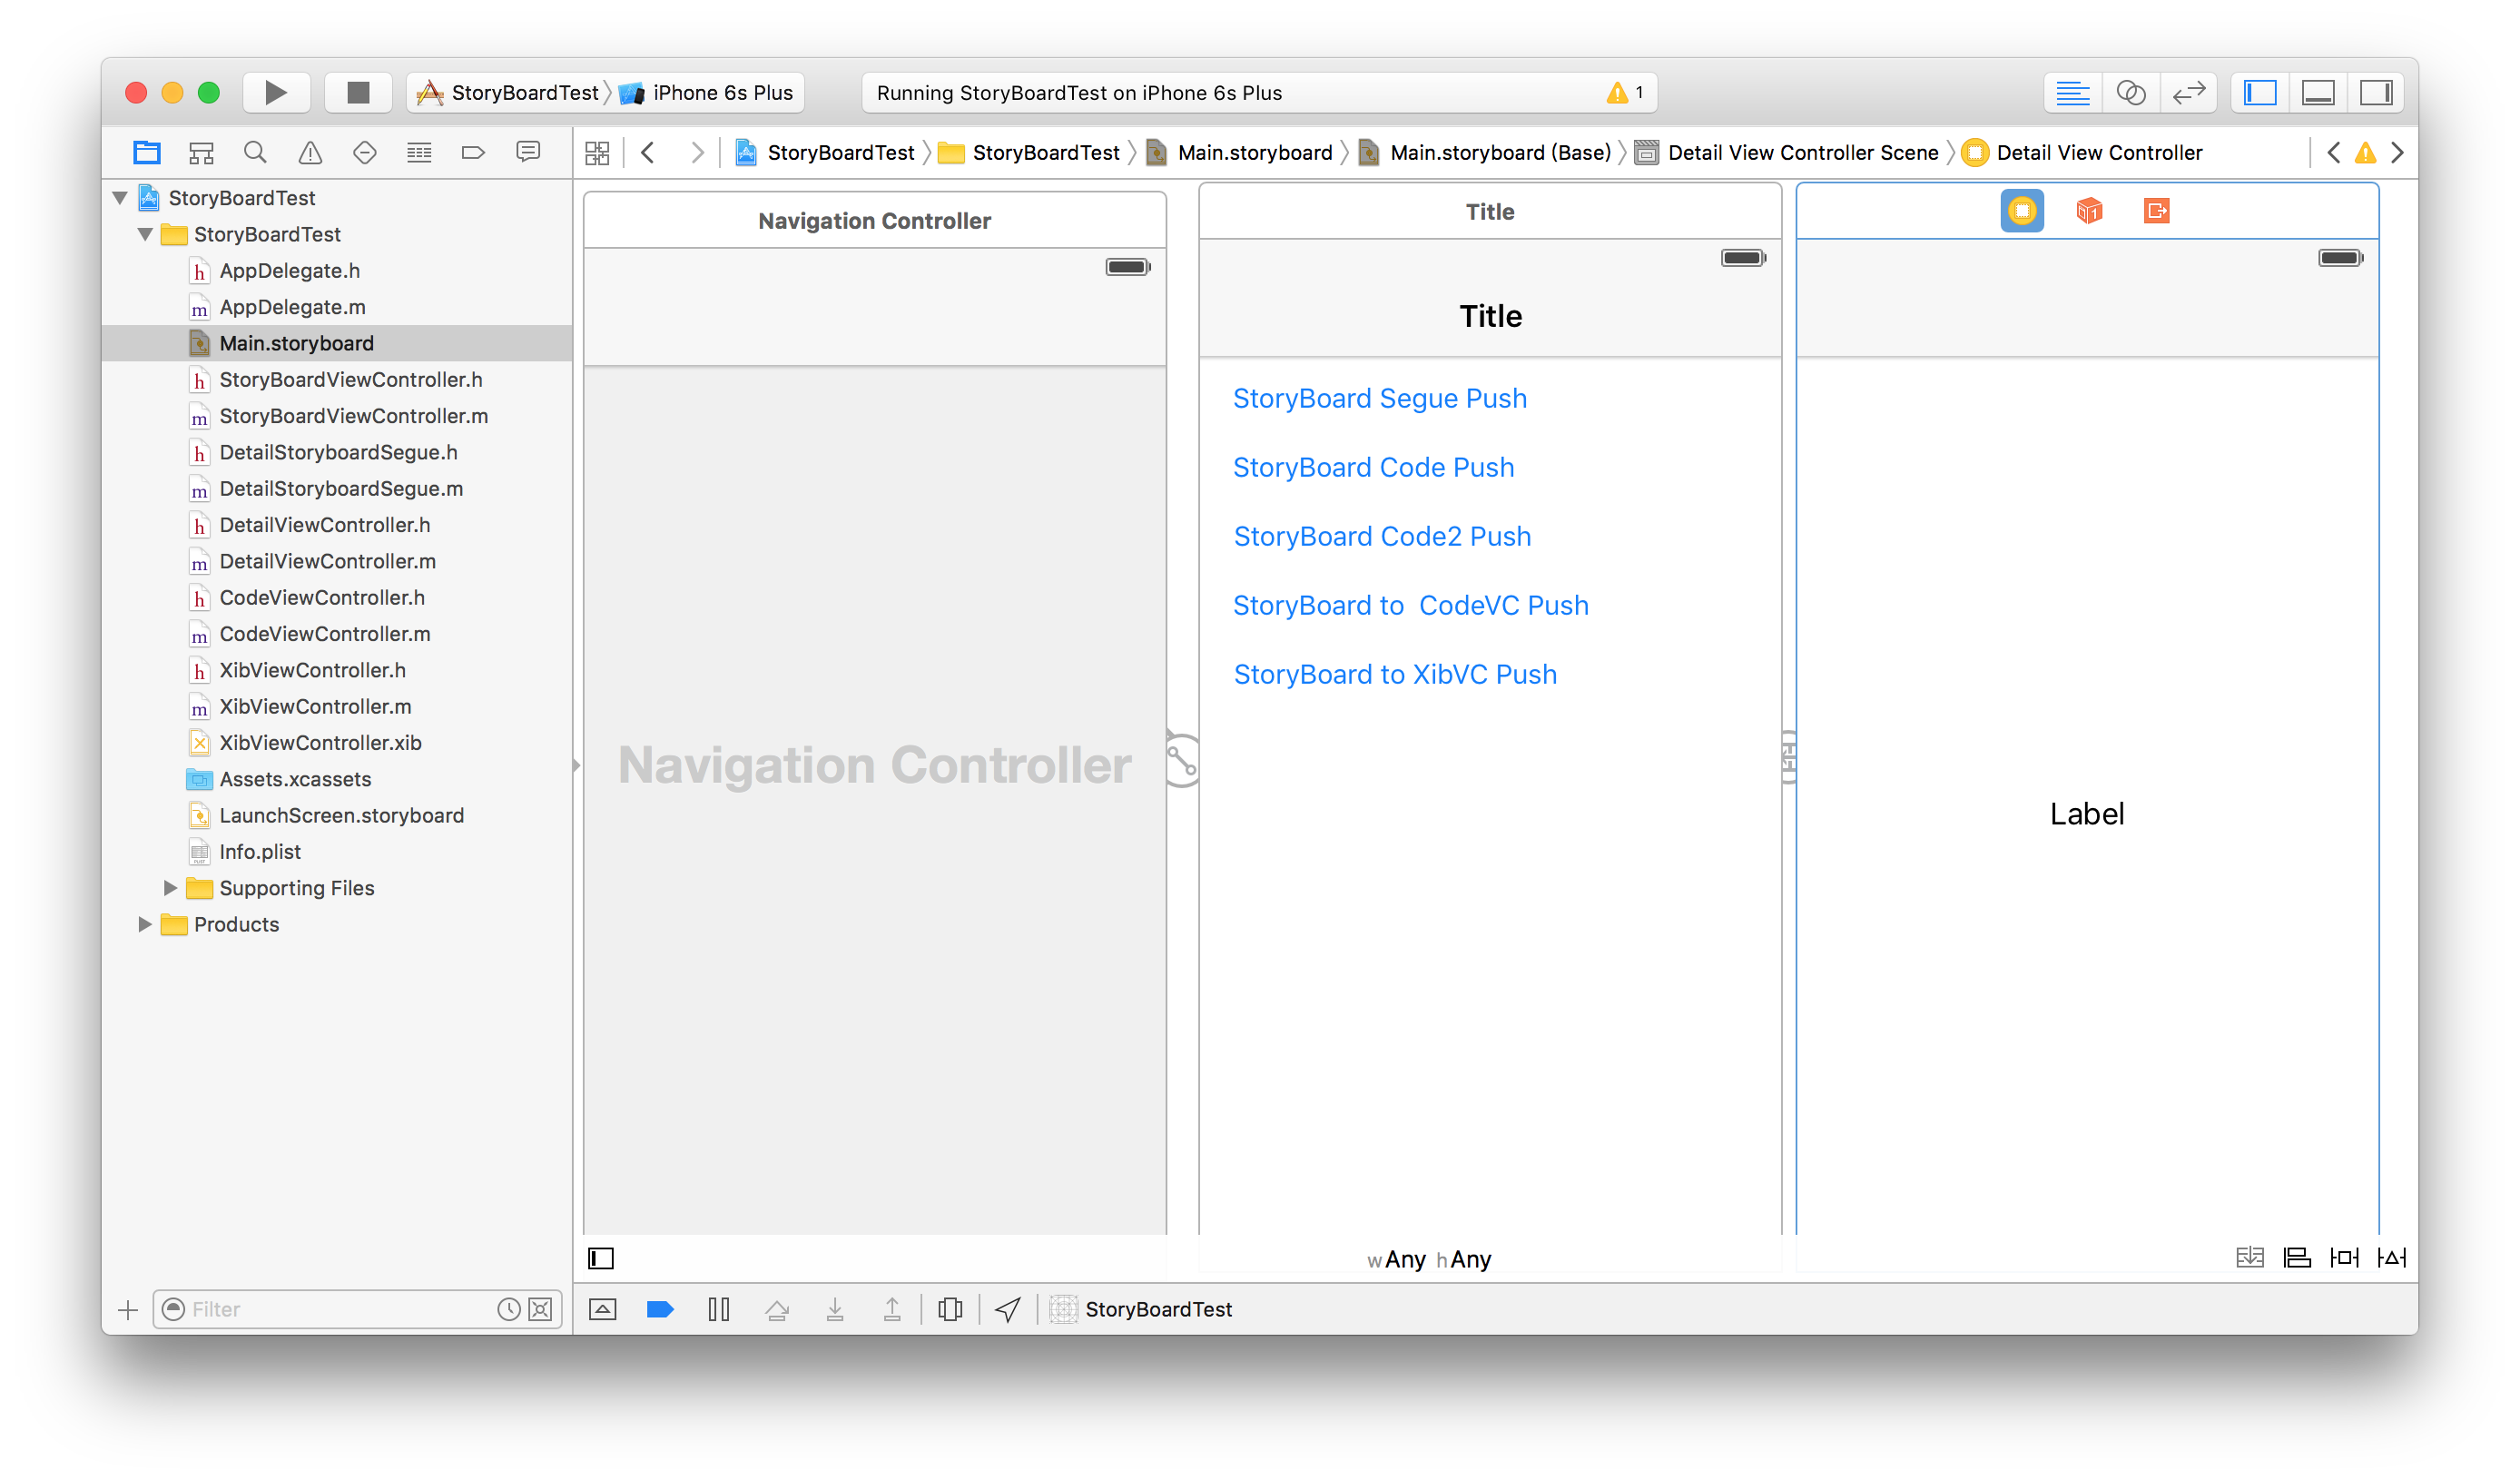 StoryBoardTest
iPhone 6s Plus
Running StoryBoardTest on iPhone 6s Plus
1
StoryBoardTest
StoryBoardTest
Main.storyboard
Main.storyboard (Base)
Detail View Controller Scene
Detail View Controller
StoryBoardTest
StoryBoardTest
h AppDelegate.h
m AppDelegate.m
Main.storyboard
h StoryBoardViewController.h
m StoryBoardViewController.m
h DetailStoryboardSegue.h
m DetailStoryboardSegue.m
h DetailViewController.h
m DetailViewController.m
h CodeViewController.h
m CodeViewController.m
h XibViewController.h
m XibViewController.m
XibViewController.xib
Assets.xcassets
LaunchScreen.storyboard
Info.plist
Supporting Files
Products
Filter
Navigation Controller
Navigation Controller
Title
Title
StoryBoard Segue Push
StoryBoard Code Push
StoryBoard Code2 Push
StoryBoard to  CodeVC Push
StoryBoard to XibVC Push
1
Label
wAny hAny
StoryBoardTest